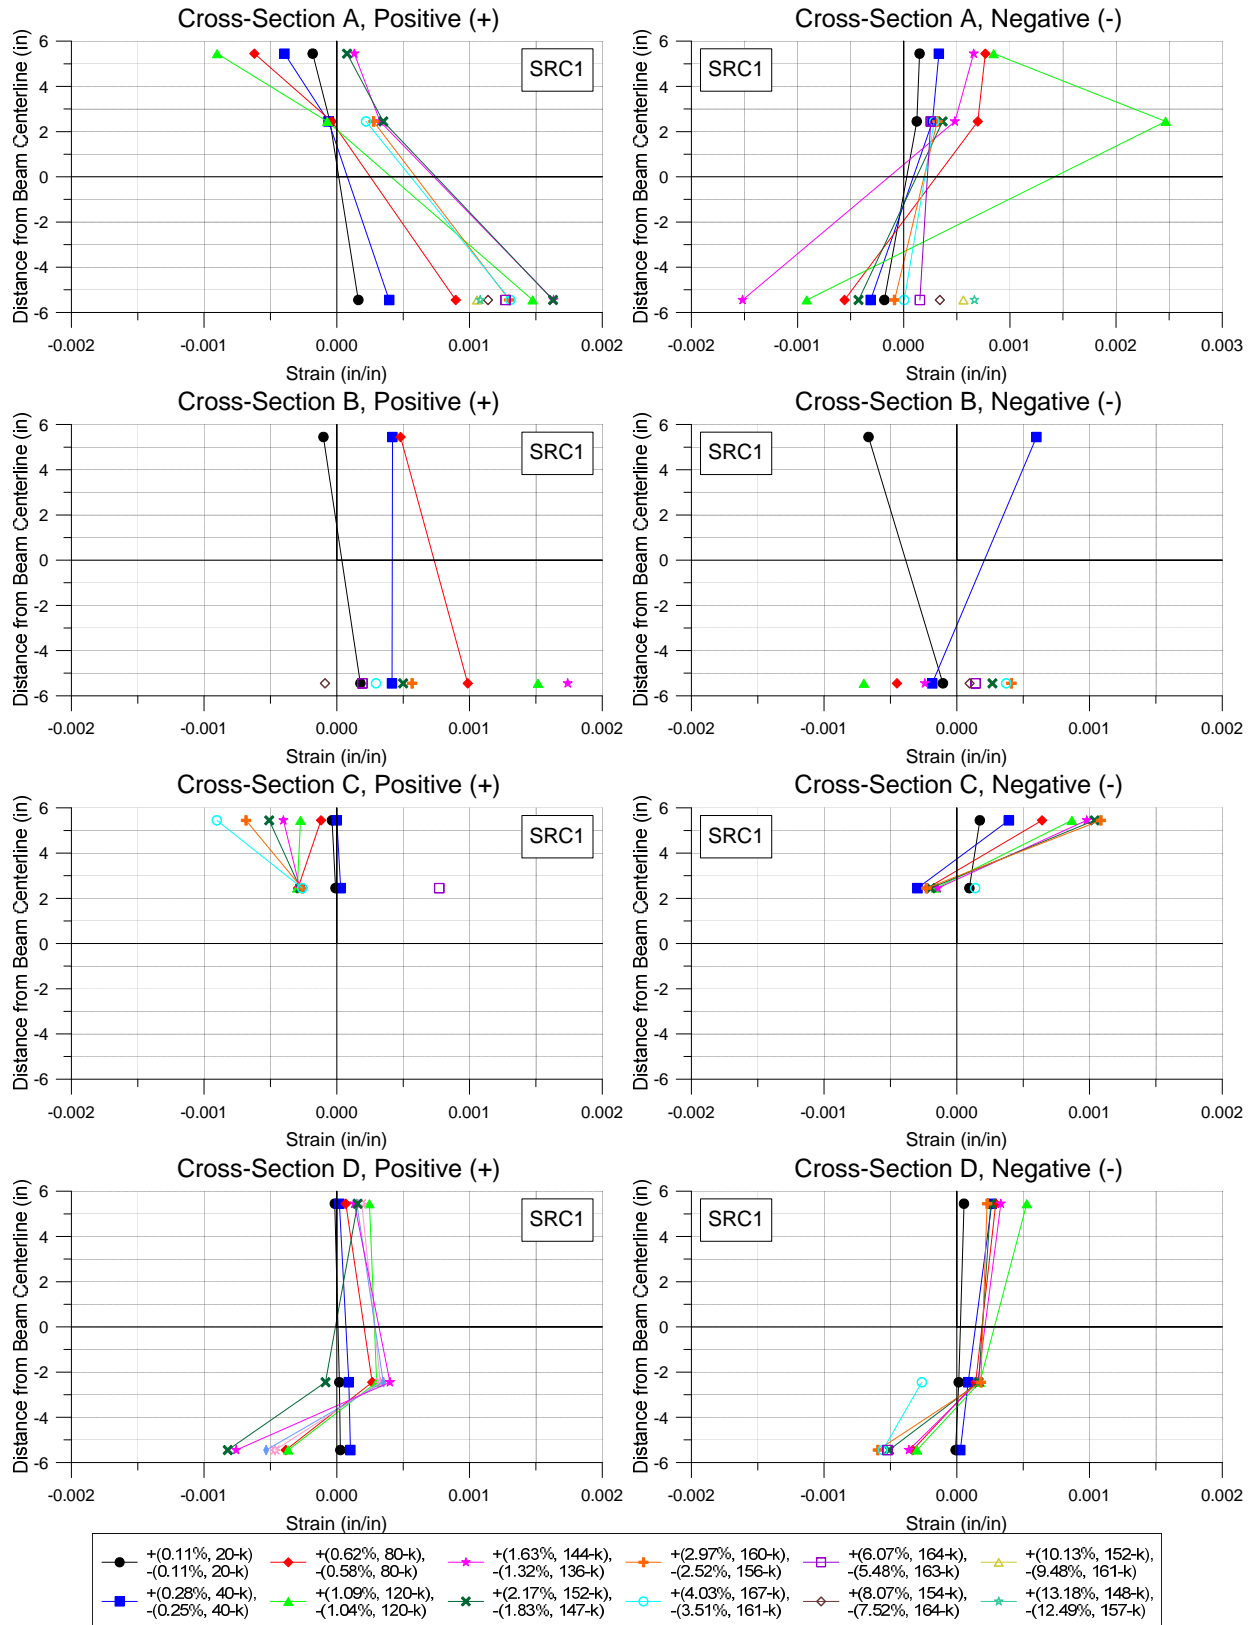 Cross-Section A, Positive (+)
Cross-Section A, Negative (-)
Distance from Beam Centerline (in)
6
4
2
0
-2
-4
-6
SRC1
-0.002 -0.001 0.000 0.001 0.002
Strain (in/in)
Distance from Beam Centerline (in)
6
4
2
0
-2
-4
-6
SRC1
-0.002 -0.001 0.000 0.001 0.002 0.003
Strain (in/in)
Cross-Section B, Positive (+)
Cross-Section B, Negative (-)
Distance from Beam Centerline (in)
6
4
2
0
-2
-4
-6
SRC1
-0.002 -0.001 0.000 0.001 0.002
Strain (in/in)
Distance from Beam Centerline (in)
6
4
2
0
-2
-4
-6
SRC1
-0.002 -0.001 0.000 0.001 0.002
Strain (in/in)
Cross-Section C, Positive (+)
Cross-Section C, Negative (-)
Distance from Beam Centerline (in)
6
4
2
0
-2
-4
-6
SRC1
-0.002 -0.001 0.000 0.001 0.002
Strain (in/in)
Distance from Beam Centerline (in)
6
4
2
0
-2
-4
-6
SRC1
-0.002 -0.001 0.000 0.001 0.002
Strain (in/in)
Cross-Section D, Positive (+)
Cross-Section D, Negative (-)
Distance from Beam Centerline (in)
6
4
2
0
-2
-4
-6
SRC1
-0.002 -0.001 0.000 0.001 0.002
Strain (in/in)
Distance from Beam Centerline (in)
6
4
2
0
-2
-4
-6
SRC1
-0.002 -0.001 0.000 0.001 0.002
Strain (in/in)
+(0.11%, 20-k),
-(0.11%, 20-k)
+(0.28%, 40-k),
-(0.25%, 40-k)
+(0.62%, 80-k),
-(0.58%, 80-k)
+(1.09%, 120-k),
-(1.04%, 120-k)
+(1.63%, 144-k)
-(1.32%, 136-k)
+(2.17%, 152-k),
-(1.83%, 147-k)
+(2.97%, 160-k),
-(2.52%, 156-k)
+(4.03%, 167-k)
-(3.51%, 161-k)
+(6.07%, 164-k)
-(5.48%, 163-k)
+(8.07%, 154-k)
-(7.52%, 164-k)
+(10.13%, 152-k)
-(9.48%, 161-k)
+(13.18%, 148-k)
-(12.49%, 157-k)